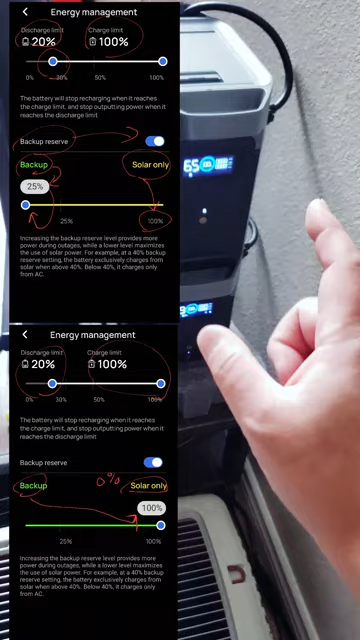 Energy management
Discharge limit
20%
Charge limit
100%
0%
30%
100%
The battery will stop recharging when it reaches
the charge limit, and stop outputting power when it
reaches the discharge limit
Backup reserve
Backup
Solar only
25%
25%
100%
Increasing the backup reserve level provides more
power during outages, while a lower level maximizes
the use of solar power. For example, at a 40% backup
reserve setting, the battery exclusively charges from
solar when above 40%. Below 40%, it charges only
from AC.
65
Energy management
Discharge limit
20%
Charge limit
100%
0%
30%
100%
The battery will stop recharging when it reaches
the charge limit, and stop outputting power when it
reaches the discharge limit
Backup reserve
0%
Backup
Solar only
100%
25%
100%
Increasing the backup reserve level provides more
power during outages, while a lower level maximizes
the use of solar power. For example, at a 40% backup
reserve setting, the battery exclusively charges from
solar when above 40%. Below 40%, it charges only
from AC.